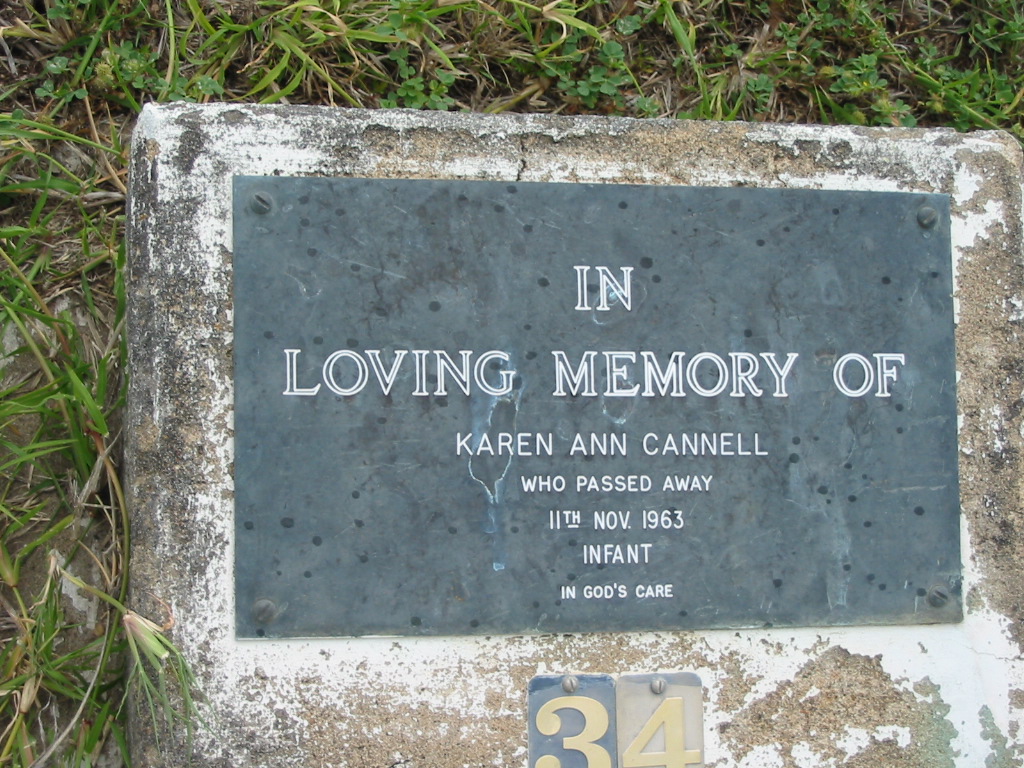 IN
LOVING MEMORY OF
KAREN ANN CANNELL
WHO PASSED AWAY
11TH NOV. 1963
INFANT
IN GOD'S CARE
34